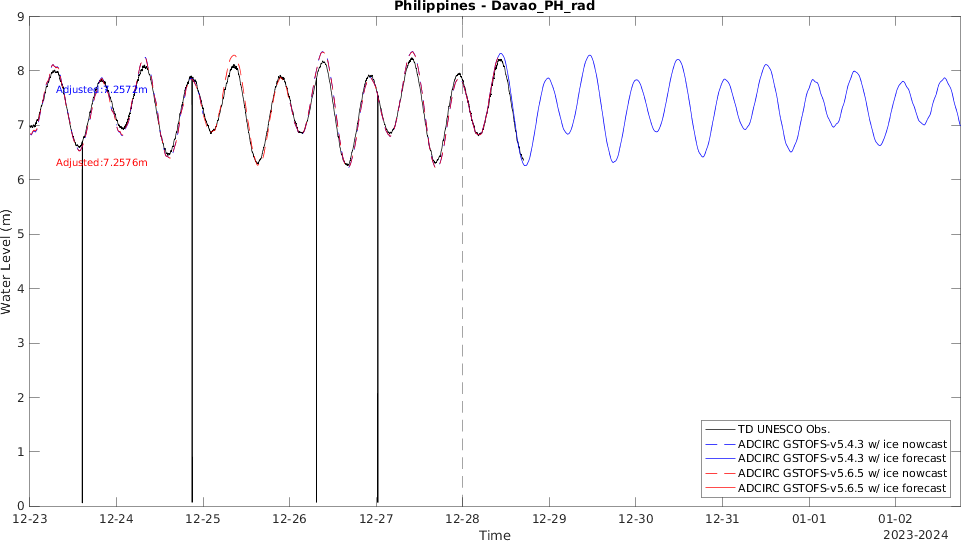 Philippines - Davao_PH_rad
9
8
7
6
5
4
3
2
1
0
Water Level (m)
Adjusted:7.2572m
Adjusted:7.2576m
TD UNESCO Obs.
ADCIRC GSTOFS-v5.4.3 w/ ice nowcast
ADCIRC GSTOFS-v5.4.3 w/ ice forecast
ADCIRC GSTOFS-v5.6.5 w/ ice nowcast
ADCIRC GSTOFS-v5.6.5 w/ ice forecast
12-23 12-24 12-25 12-26 12-27 12-28 12-29 12-30 12-31 01-01 01-02
Time
2023-2024